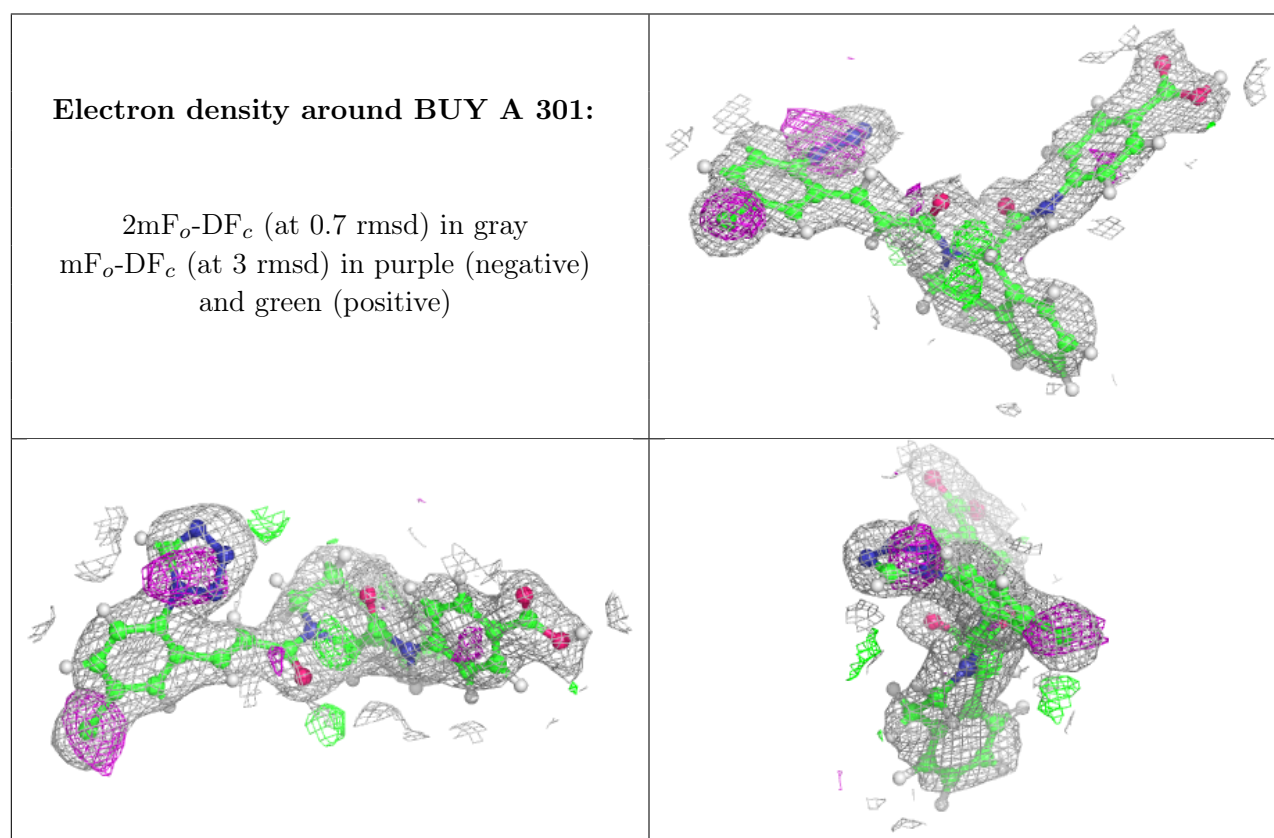 Electron density around BUY A 301:
2mFo-DFc (at 0.7 rmsd) in gray
mFo-DFc (at 3 rmsd) in purple (negative)
and green (positive)